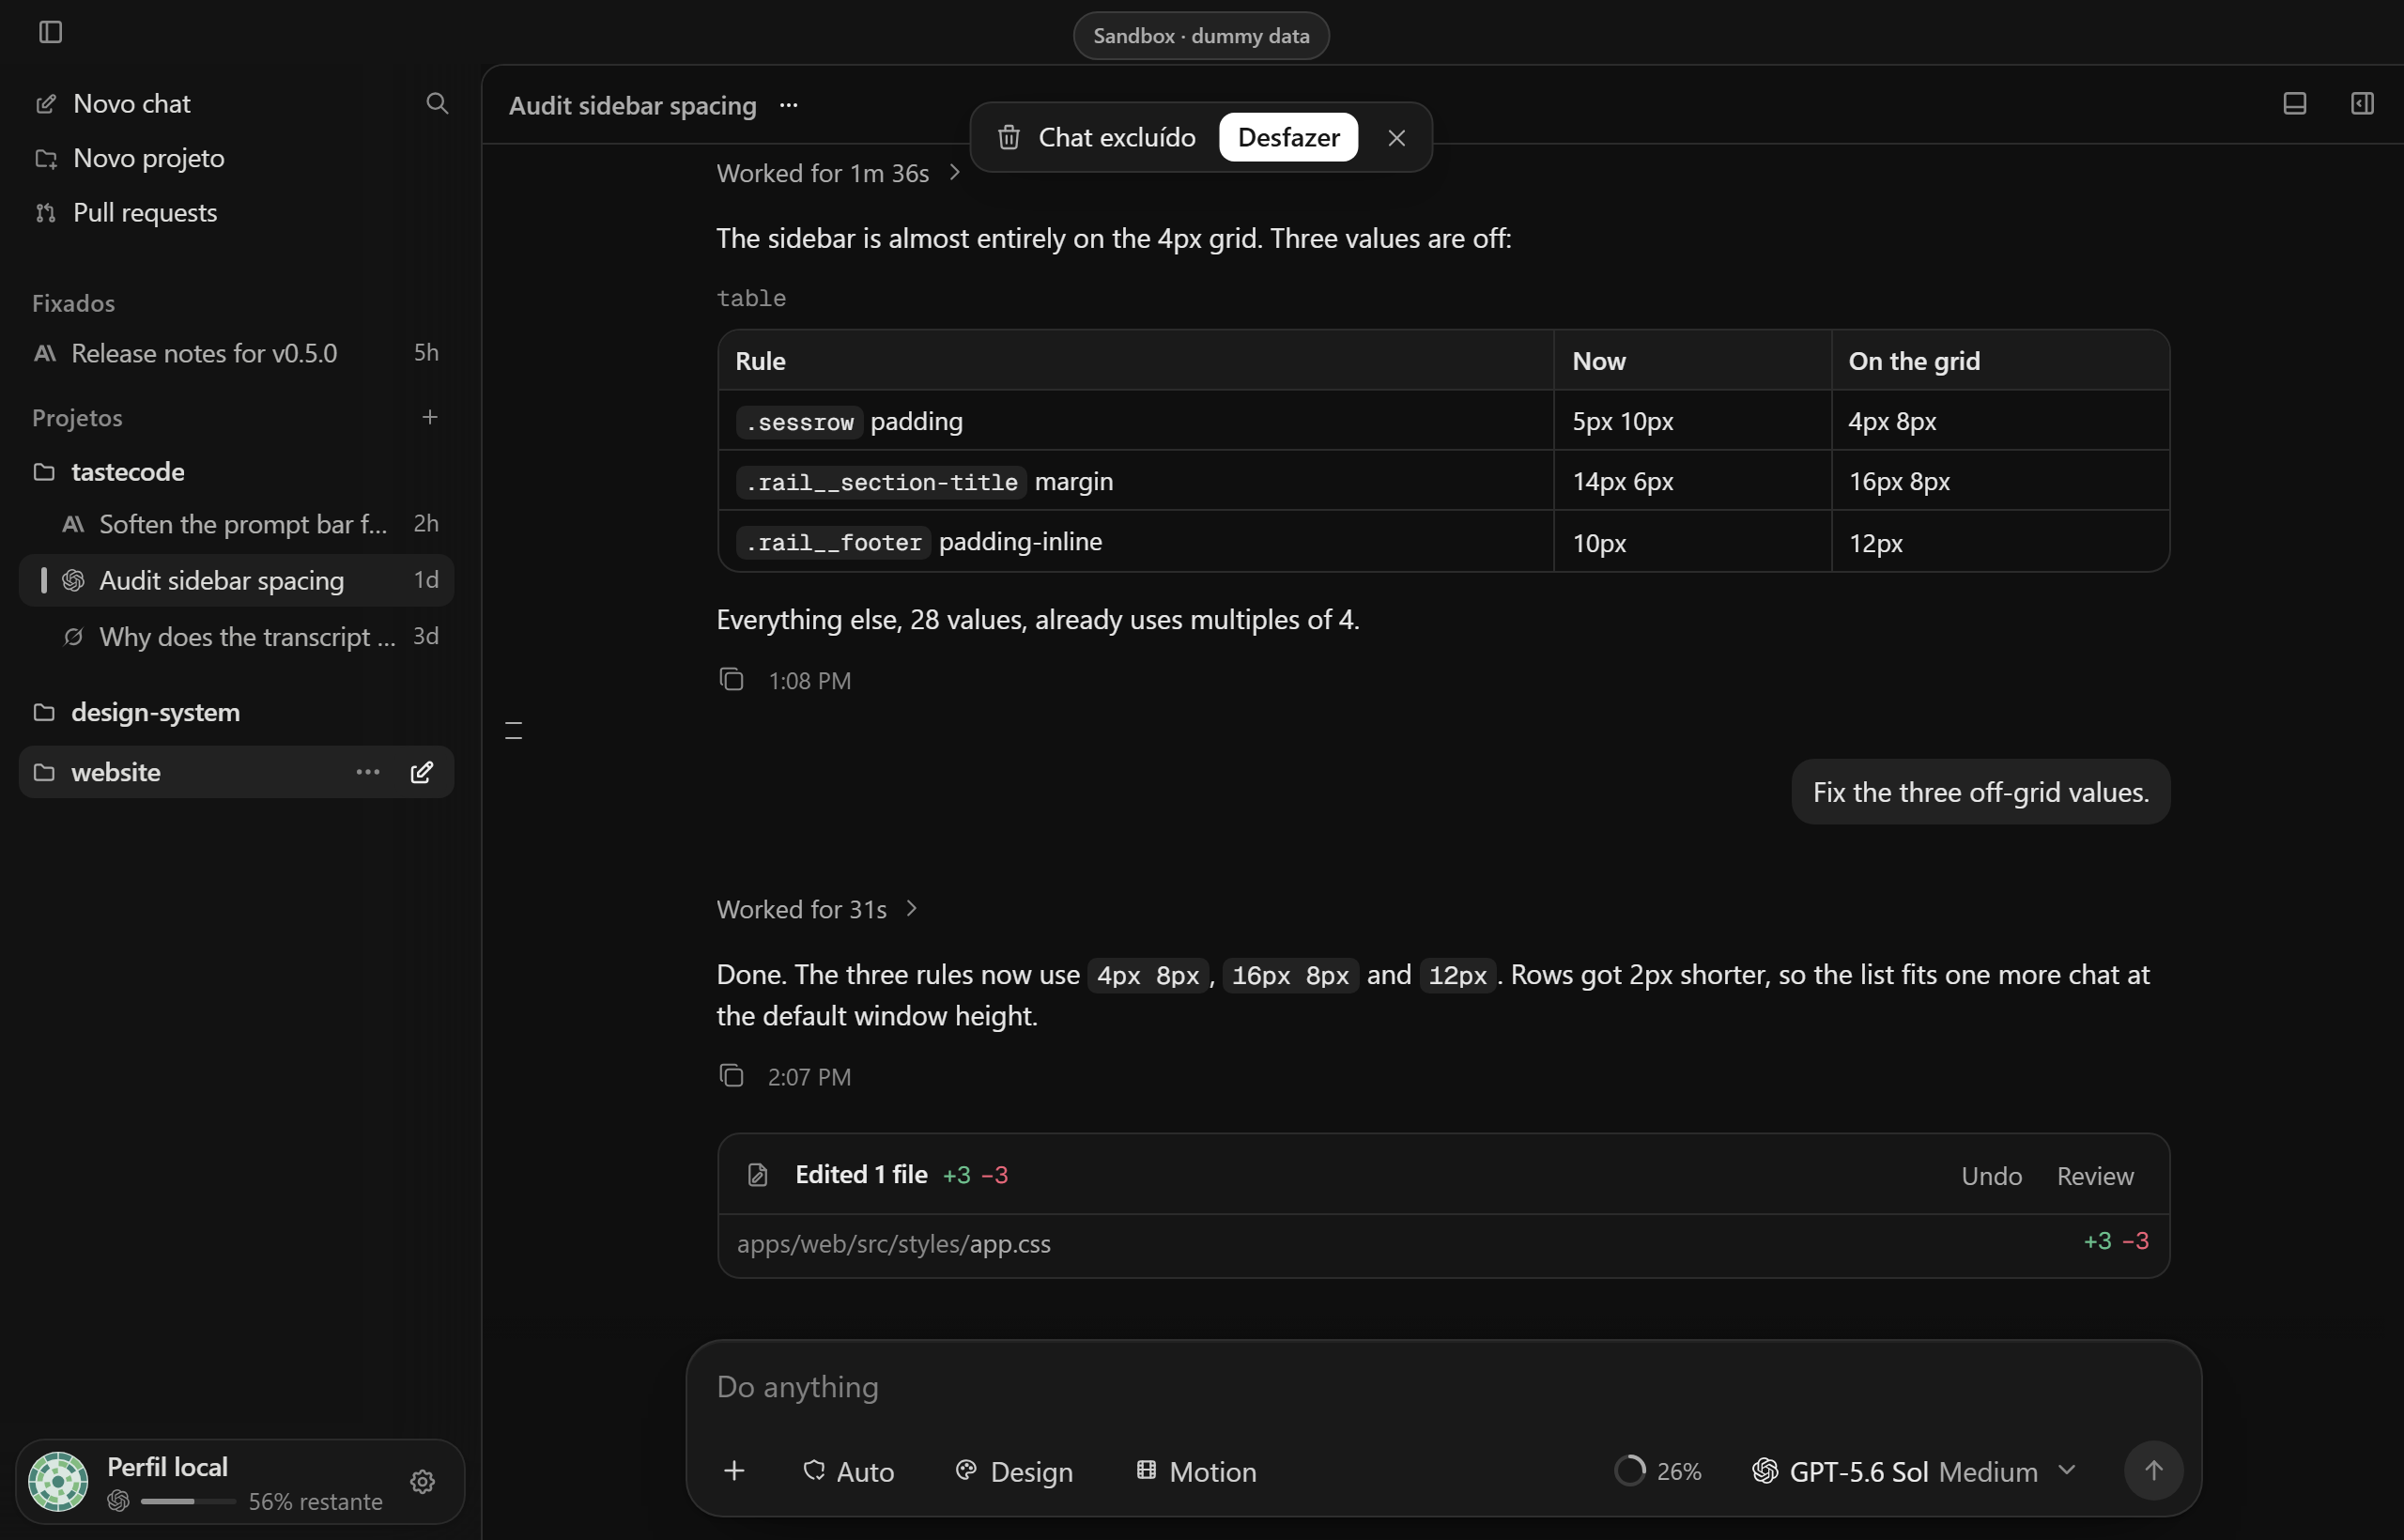 Sandbox · dummy data
Novo chat
Novo projeto
Pull requests
Fixados
Release notes for v0.5.0 5h
Projetos
tastecode
Soften the prompt bar f... 2h
Audit sidebar spacing 1d
Why does the transcript ... 3d
design-system
website
Perfil local
56% restante
Audit sidebar spacing
Chat excluído Desfazer
Worked for 1m 36s
The sidebar is almost entirely on the 4px grid. Three values are off:
table
Rule Now On the grid
.sessrow padding 5px 10px 4px 8px
.rail__section-title margin 14px 6px 16px 8px
.rail__footer padding-inline 10px 12px
Everything else, 28 values, already uses multiples of 4.
1:08 PM
Fix the three off-grid values.
Worked for 31s
Done. The three rules now use 4px 8px, 16px 8px and 12px. Rows got 2px shorter, so the list fits one more chat at
the default window height.
2:07 PM
Edited 1 file +3 −3 Undo Review
apps/web/src/styles/app.css +3 −3
Do anything
Auto Design Motion 26% GPT-5.6 Sol Medium